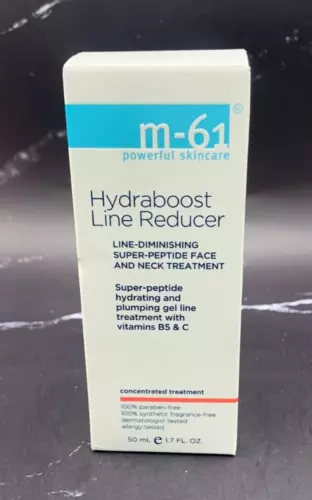 m-61®
powerful skincare
Hydraboost
Line Reducer
LINE-DIMINISHING
SUPER-PEPTIDE FACE
AND NECK TREATMENT
Super-peptide
hydrating and
plumping gel line
treatment with
vitamins B5 & C
concentrated treatment
100% paraben-free
100% synthetic fragrance-free
dermatologist tested
allergy tested
50 mL ℮ 1.7 FL. OZ.